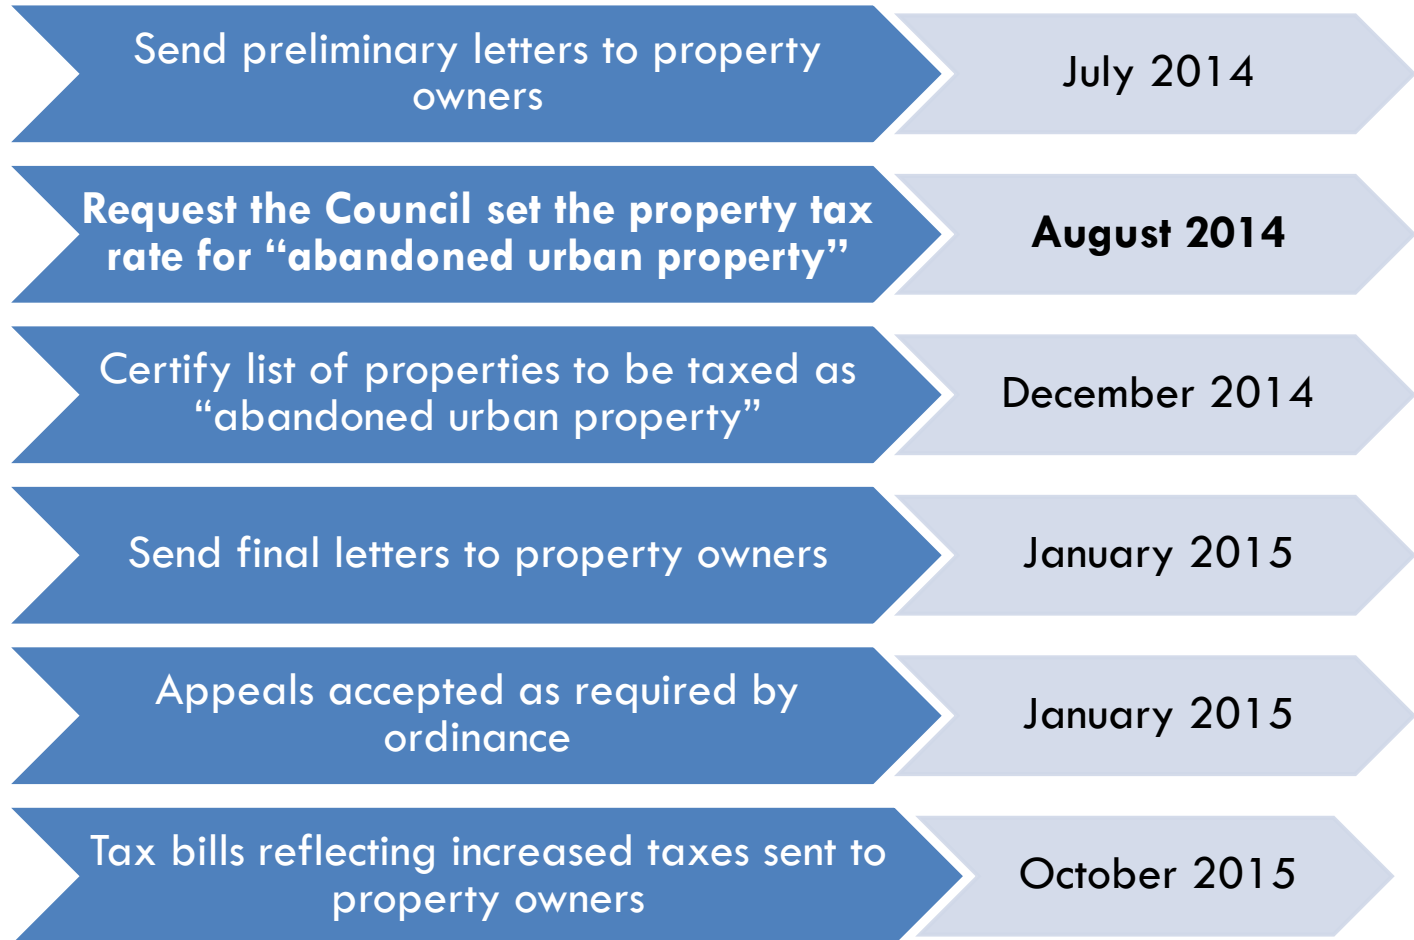 Send preliminary letters to property
owners
July 2014
Request the Council set the property tax
rate for “abandoned urban property”
August 2014
Certify list of properties to be taxed as
“abandoned urban property”
December 2014
Send final letters to property owners
January 2015
Appeals accepted as required by
ordinance
January 2015
Tax bills reflecting increased taxes sent to
property owners
October 2015